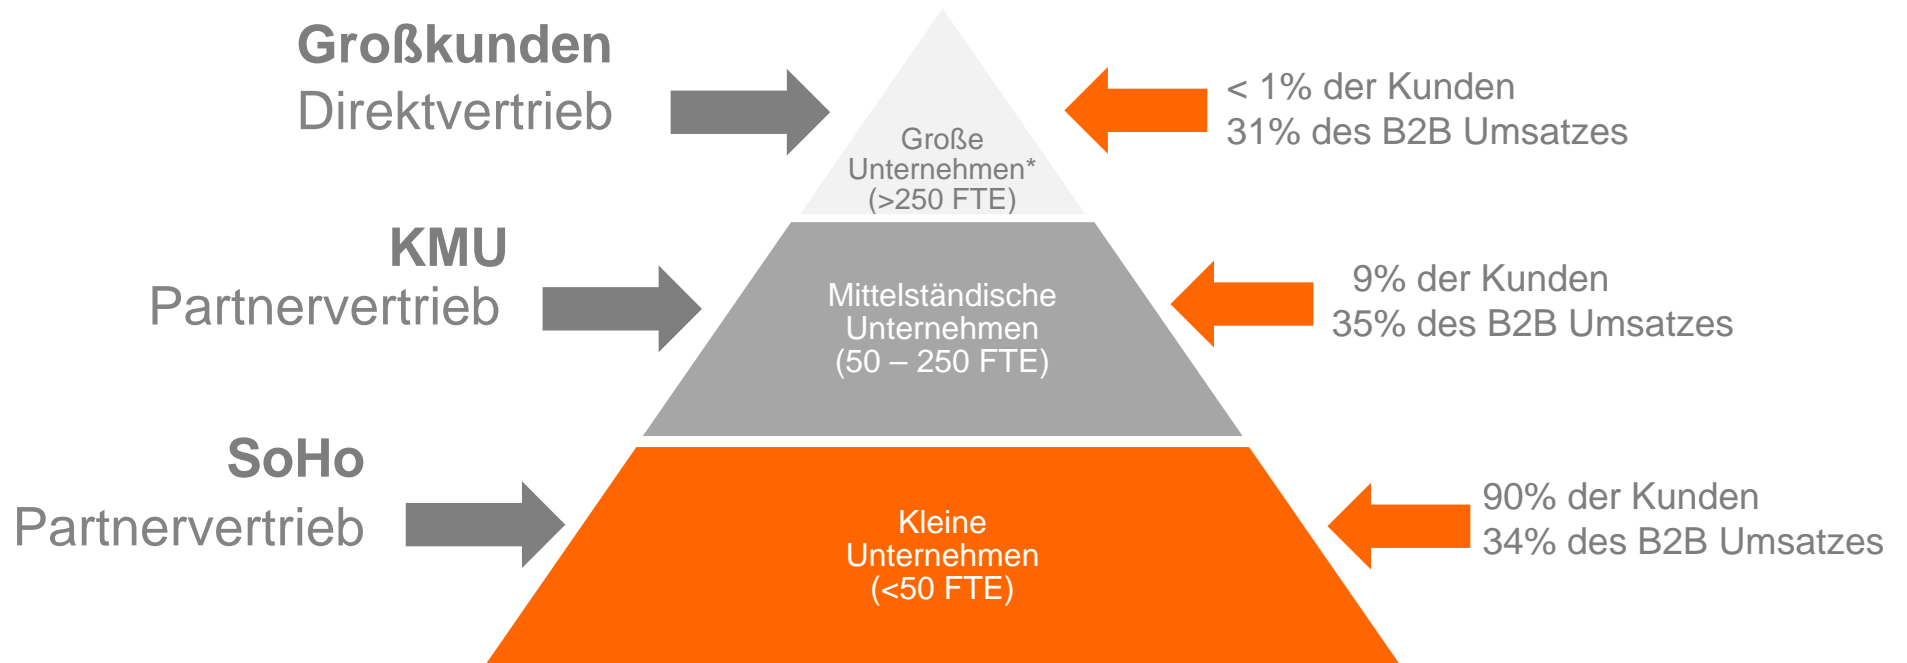 Großkunden
Direktvertrieb
Große
Unternehmen*
(>250 FTE)
< 1% der Kunden
31% des B2B Umsatzes
KMU
Partnervertrieb
Mittelständische
Unternehmen
(50 – 250 FTE)
9% der Kunden
35% des B2B Umsatzes
SoHo
Partnervertrieb
Kleine
Unternehmen
(<50 FTE)
90% der Kunden
34% des B2B Umsatzes